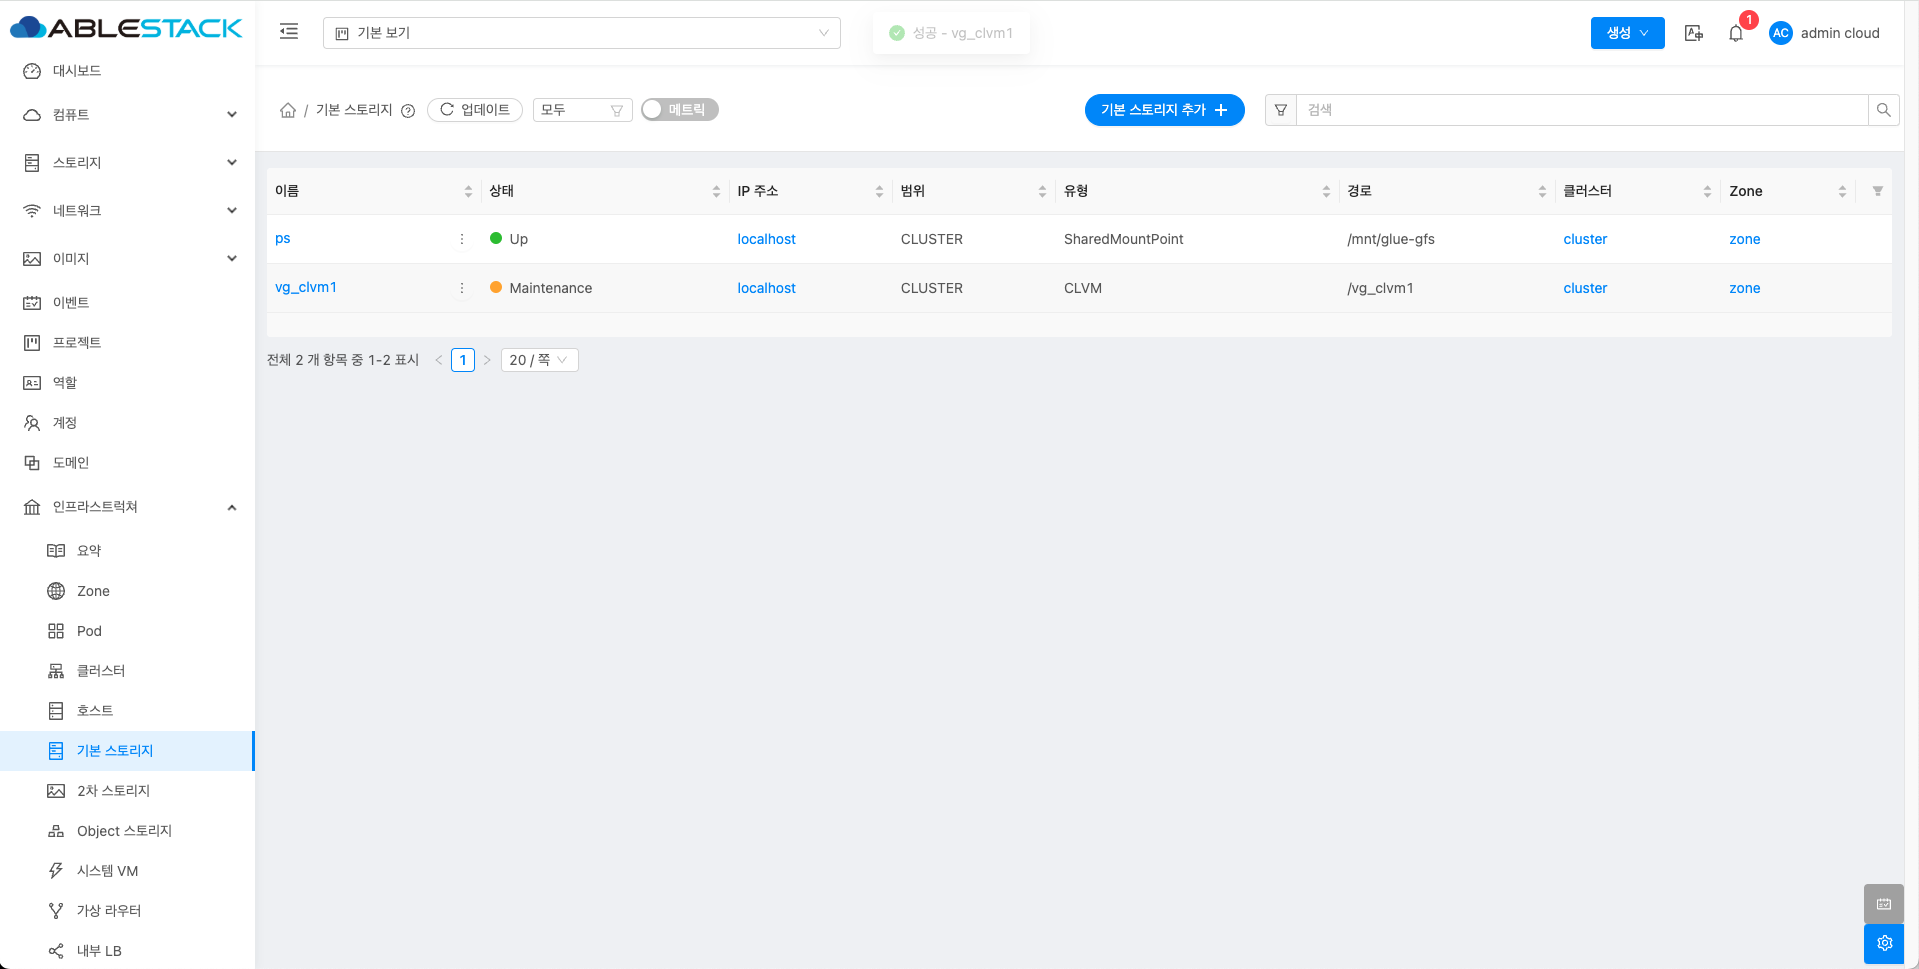 ABLESTACK
기본 보기
성공 - vg_clvm1
생성
1
AC admin cloud
대시보드
컴퓨트
스토리지
네트워크
이미지
이벤트
프로젝트
역할
계정
도메인
인프라스트럭쳐
요약
Zone
Pod
클러스터
호스트
기본 스토리지
2차 스토리지
Object 스토리지
시스템 VM
가상 라우터
내부 LB
/ 기본 스토리지 업데이트 모두 메트릭
기본 스토리지 추가
검색
이름 상태 IP 주소 범위 유형 경로 클러스터 Zone
ps Up localhost CLUSTER SharedMountPoint /mnt/glue-gfs cluster zone
vg_clvm1 Maintenance localhost CLUSTER CLVM /vg_clvm1 cluster zone
전체 2 개 항목 중 1-2 표시 < 1 > 20 / 쪽